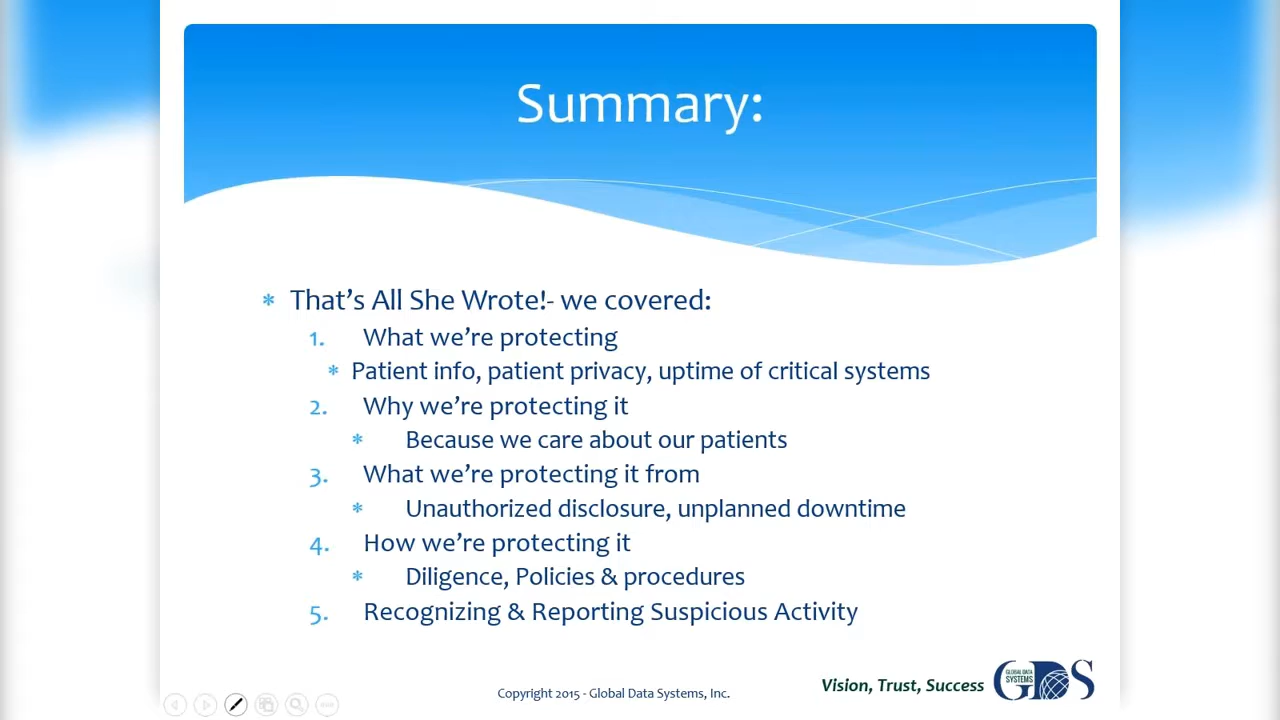 Summary:
* That’s All She Wrote!- we covered:
1. What we’re protecting
* Patient info, patient privacy, uptime of critical systems
2. Why we’re protecting it
* Because we care about our patients
3. What we’re protecting it from
* Unauthorized disclosure, unplanned downtime
4. How we’re protecting it
* Diligence, Policies & procedures
5. Recognizing & Reporting Suspicious Activity
Copyright 2015 - Global Data Systems, Inc.
Vision, Trust, Success
GDS
GLOBAL DATA
SYSTEMS